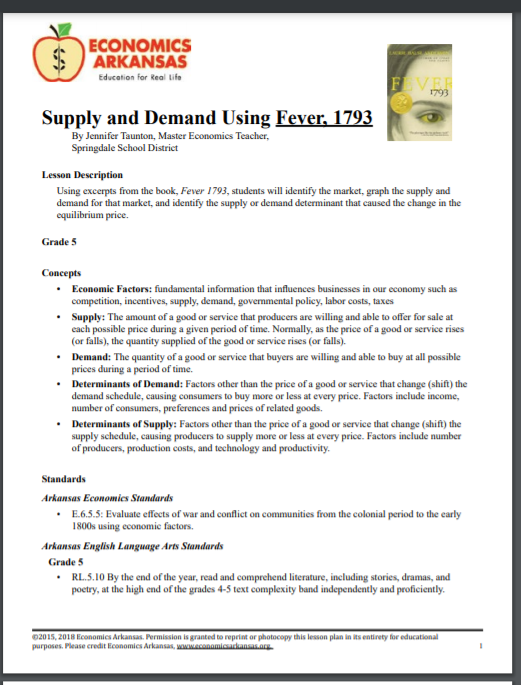 ECONOMICS
ARKANSAS
Education for Real Life
FEVER
1793
Supply and Demand Using Fever, 1793
By Jennifer Taunton, Master Economics Teacher,
Springdale School District
Lesson Description
Using excerpts from the book, Fever 1793, students will identify the market, graph the supply and
demand for that market, and identify the supply or demand determinant that caused the change in the
equilibrium price.
Grade 5
Concepts
• Economic Factors: fundamental information that influences businesses in our economy such as
competition, incentives, supply, demand, governmental policy, labor costs, taxes
• Supply: The amount of a good or service that producers are willing and able to offer for sale at
each possible price during a given period of time. Normally, as the price of a good or service rises
(or falls), the quantity supplied of the good or service rises (or falls).
• Demand: The quantity of a good or service that buyers are willing and able to buy at all possible
prices during a period of time.
• Determinants of Demand: Factors other than the price of a good or service that change (shift) the
demand schedule, causing consumers to buy more or less at every price. Factors include income,
number of consumers, preferences and prices of related goods.
• Determinants of Supply: Factors other than the price of a good or service that change (shift) the
supply schedule, causing producers to supply more or less at every price. Factors include number
of producers, production costs, and technology and productivity.
Standards
Arkansas Economics Standards
• E.6.5.5: Evaluate effects of war and conflict on communities from the colonial period to the early
1800s using economic factors.
Arkansas English Language Arts Standards
Grade 5
• RL.5.10 By the end of the year, read and comprehend literature, including stories, dramas, and
poetry, at the high end of the grades 4-5 text complexity band independently and proficiently.
©2015, 2018 Economics Arkansas. Permission is granted to reprint or photocopy this lesson plan in its entirety for educational
purposes. Please credit Economics Arkansas, www.economicsarkansas.org. 1